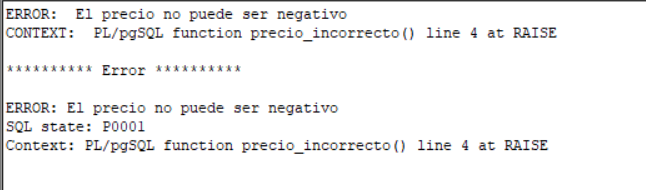 ERROR:  El precio no puede ser negativo
CONTEXT:  PL/pgSQL function precio_incorrecto() line 4 at RAISE
********** Error **********
ERROR: El precio no puede ser negativo
SQL state: P0001
Context: PL/pgSQL function precio_incorrecto() line 4 at RAISE